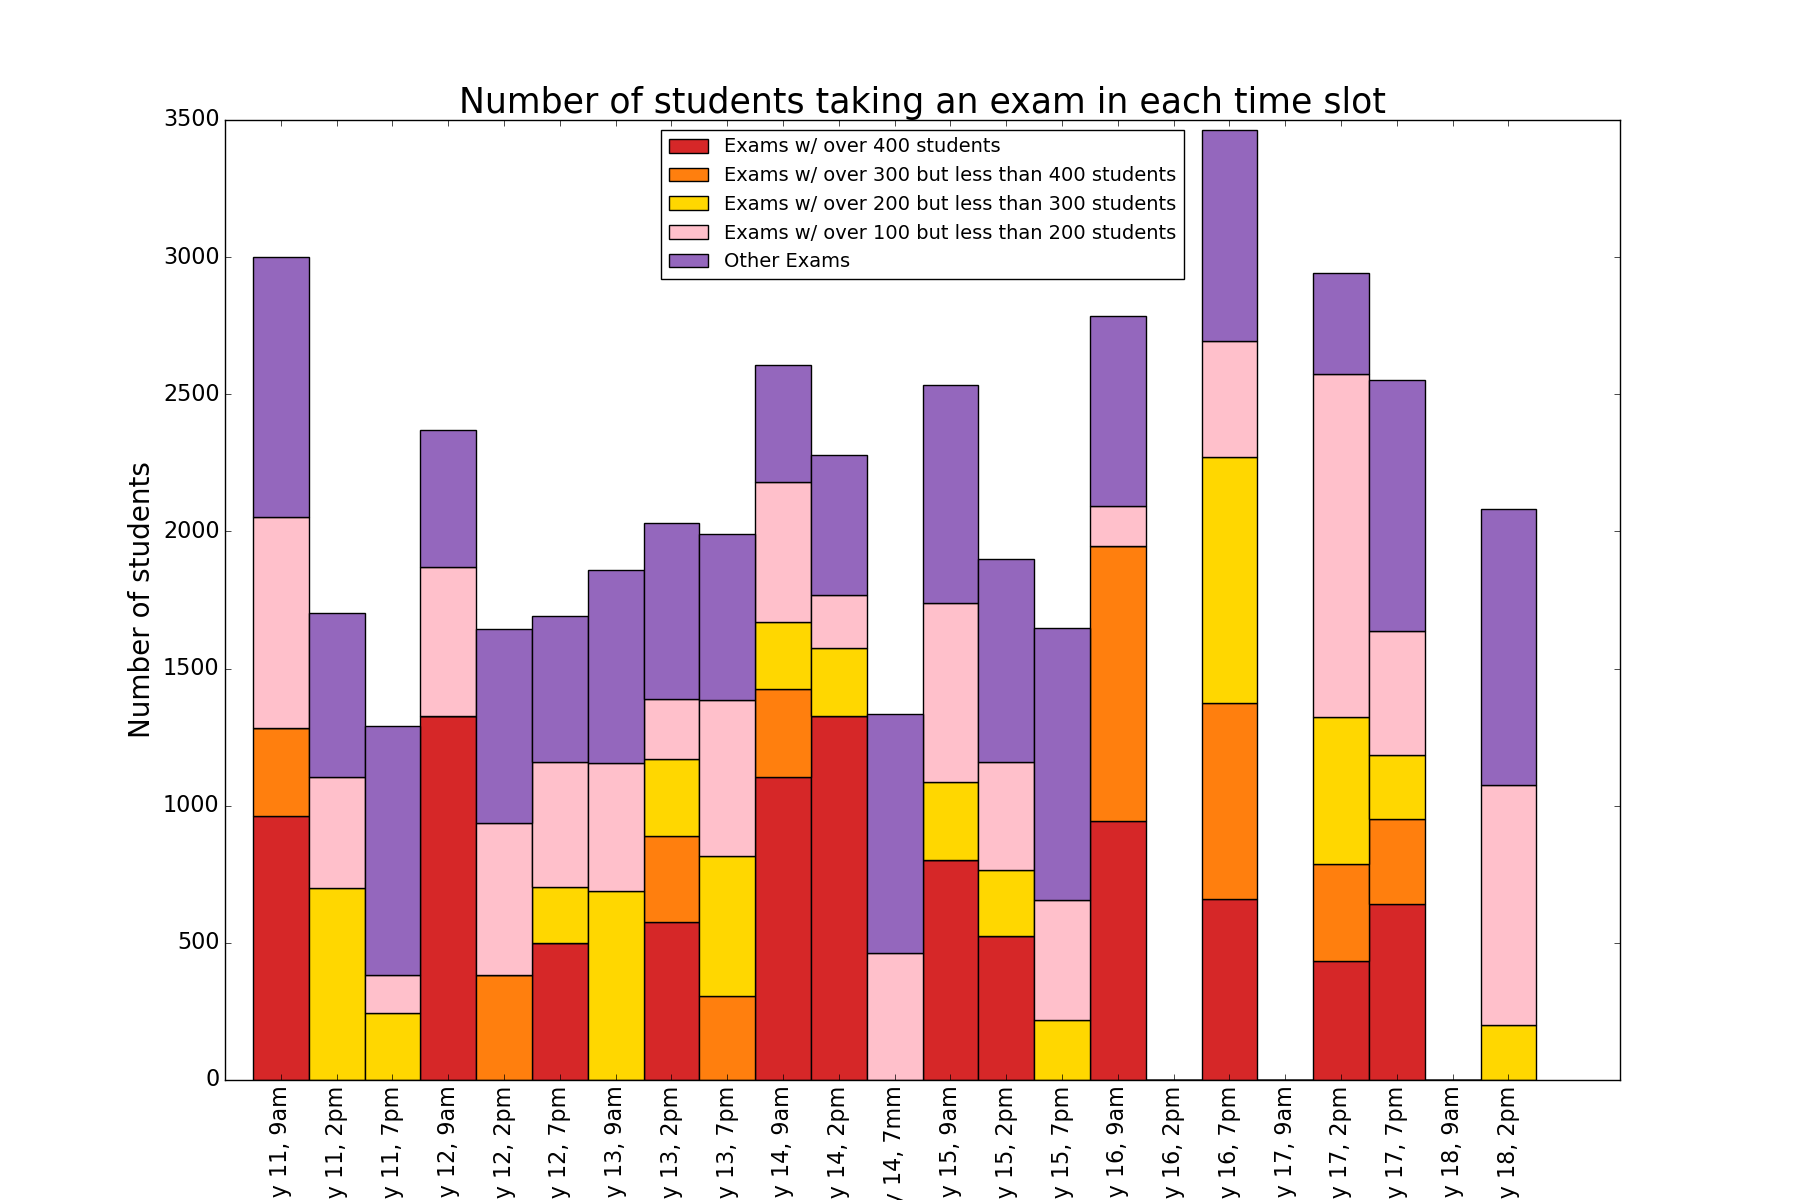 Number of students taking an exam in each time slot
3500
3000
2500
2000
1500
1000
500
0
Number of students
Exams w/ over 400 students
Exams w/ over 300 but less than 400 students
Exams w/ over 200 but less than 300 students
Exams w/ over 100 but less than 200 students
Other Exams
y 11, 9am
y 11, 2pm
y 11, 7pm
y 12, 9am
y 12, 2pm
y 12, 7pm
y 13, 9am
y 13, 2pm
y 13, 7pm
y 14, 9am
y 14, 2pm
y 14, 7mm
y 15, 9am
y 15, 2pm
y 15, 7pm
y 16, 9am
y 16, 2pm
y 16, 7pm
y 17, 9am
y 17, 2pm
y 17, 7pm
y 18, 9am
y 18, 2pm